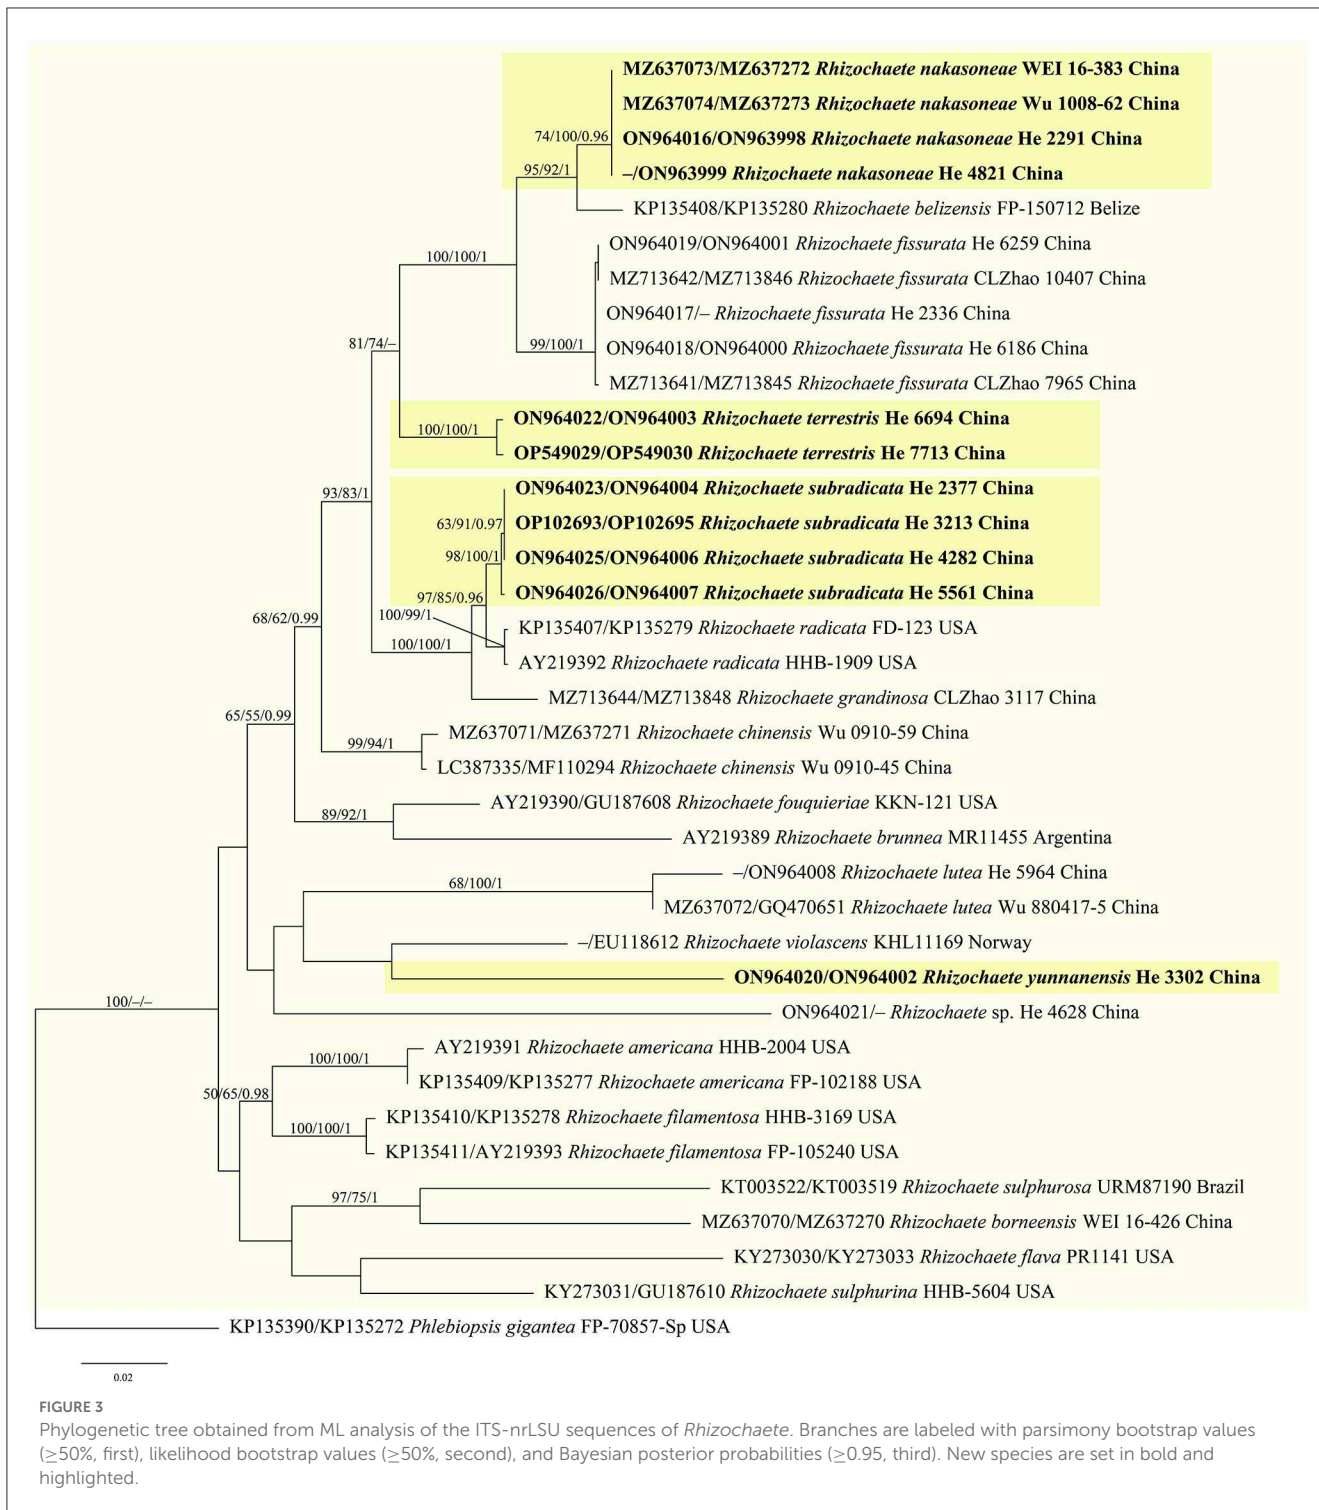 MZ637073/MZ637272 Rhizochaete nakasoneae WEI 16-383 China
MZ637074/MZ637273 Rhizochaete nakasoneae Wu 1008-62 China
74/100/0.96
ON964016/ON963998 Rhizochaete nakasoneae He 2291 China
95/92/1
–/ON963999 Rhizochaete nakasoneae He 4821 China
KP135408/KP135280 Rhizochaete belizensis FP-150712 Belize
ON964019/ON964001 Rhizochaete fissurata He 6259 China
100/100/1
MZ713642/MZ713846 Rhizochaete fissurata CLZhao 10407 China
ON964017/– Rhizochaete fissurata He 2336 China
81/74/–
99/100/1
ON964018/ON964000 Rhizochaete fissurata He 6186 China
MZ713641/MZ713845 Rhizochaete fissurata CLZhao 7965 China
ON964022/ON964003 Rhizochaete terrestris He 6694 China
100/100/1
OP549029/OP549030 Rhizochaete terrestris He 7713 China
93/83/1
ON964023/ON964004 Rhizochaete subradicata He 2377 China
63/91/0.97
OP102693/OP102695 Rhizochaete subradicata He 3213 China
98/100/1
ON964025/ON964006 Rhizochaete subradicata He 4282 China
97/85/0.96
ON964026/ON964007 Rhizochaete subradicata He 5561 China
100/99/1
68/62/0.99
KP135407/KP135279 Rhizochaete radicata FD-123 USA
100/100/1
AY219392 Rhizochaete radicata HHB-1909 USA
MZ713644/MZ713848 Rhizochaete grandinosa CLZhao 3117 China
65/55/0.99
MZ637071/MZ637271 Rhizochaete chinensis Wu 0910-59 China
99/94/1
LC387335/MF110294 Rhizochaete chinensis Wu 0910-45 China
AY219390/GU187608 Rhizochaete fouquieriae KKN-121 USA
89/92/1
AY219389 Rhizochaete brunnea MR11455 Argentina
–/ON964008 Rhizochaete lutea He 5964 China
68/100/1
MZ637072/GQ470651 Rhizochaete lutea Wu 880417-5 China
–/EU118612 Rhizochaete violascens KHL11169 Norway
ON964020/ON964002 Rhizochaete yunnanensis He 3302 China
100/–/–
ON964021/– Rhizochaete sp. He 4628 China
AY219391 Rhizochaete americana HHB-2004 USA
100/100/1
KP135409/KP135277 Rhizochaete americana FP-102188 USA
50/65/0.98
KP135410/KP135278 Rhizochaete filamentosa HHB-3169 USA
100/100/1
KP135411/AY219393 Rhizochaete filamentosa FP-105240 USA
KT003522/KT003519 Rhizochaete sulphurosa URM87190 Brazil
97/75/1
MZ637070/MZ637270 Rhizochaete borneensis WEI 16-426 China
KY273030/KY273033 Rhizochaete flava PR1141 USA
KY273031/GU187610 Rhizochaete sulphurina HHB-5604 USA
KP135390/KP135272 Phlebiopsis gigantea FP-70857-Sp USA
0.02
FIGURE 3
Phylogenetic tree obtained from ML analysis of the ITS-nrLSU sequences of Rhizochaete. Branches are labeled with parsimony bootstrap values
(≥50%, first), likelihood bootstrap values (≥50%, second), and Bayesian posterior probabilities (≥0.95, third). New species are set in bold and
highlighted.